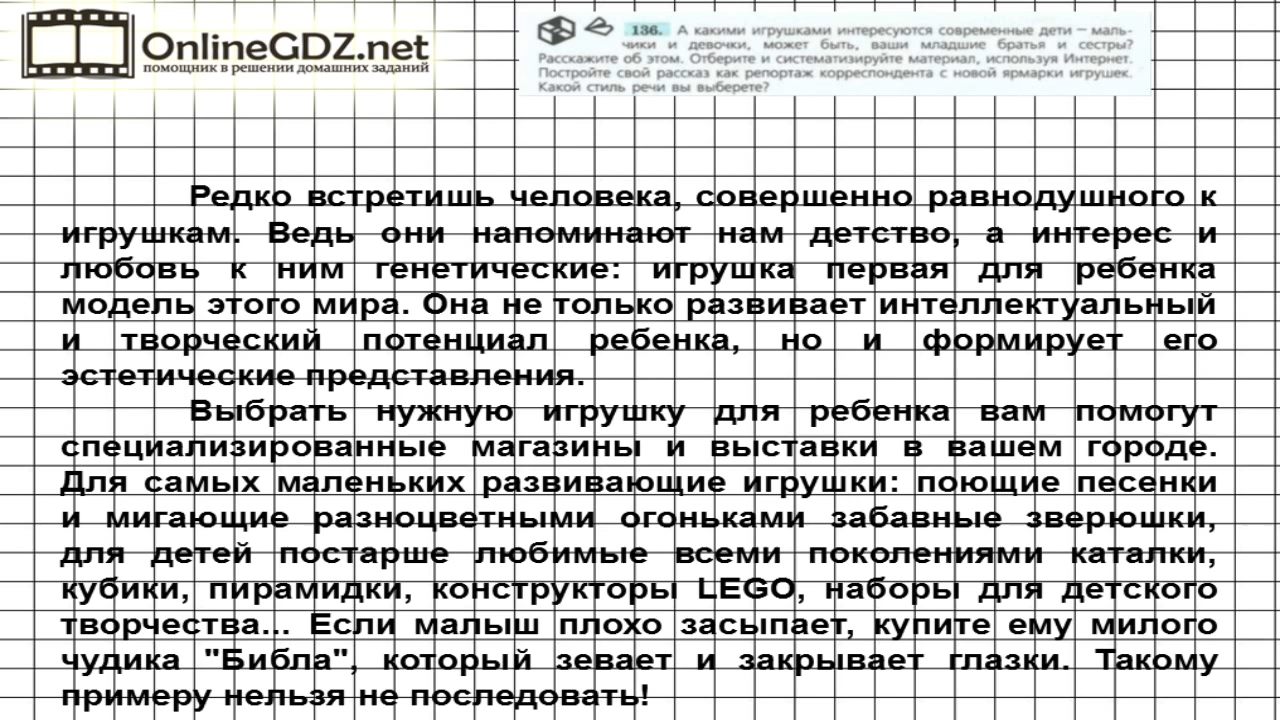 OnlineGDZ.net
помощник в решении домашних заданий
136. А какими игрушками интересуются современные дети – маль-
чики и девочки, может быть, ваши младшие братья и сестры?
Расскажите об этом. Отберите и систематизируйте материал, используя Интернет.
Постройте свой рассказ как репортаж корреспондента с новой ярмарки игрушек.
Какой стиль речи вы выберете?
Редко встретишь человека, совершенно равнодушного к
игрушкам. Ведь они напоминают нам детство, а интерес и
любовь к ним генетические: игрушка первая для ребенка
модель этого мира. Она не только развивает интеллектуальный
и творческий потенциал ребенка, но и формирует его
эстетические представления.
Выбрать нужную игрушку для ребенка вам помогут
специализированные магазины и выставки в вашем городе.
Для самых маленьких развивающие игрушки: поющие песенки
и мигающие разноцветными огоньками забавные зверюшки,
для детей постарше любимые всеми поколениями каталки,
кубики, пирамидки, конструкторы LEGO, наборы для детского
творчества... Если малыш плохо засыпает, купите ему милого
чудика "Библа", который зевает и закрывает глазки. Такому
примеру нельзя не последовать!